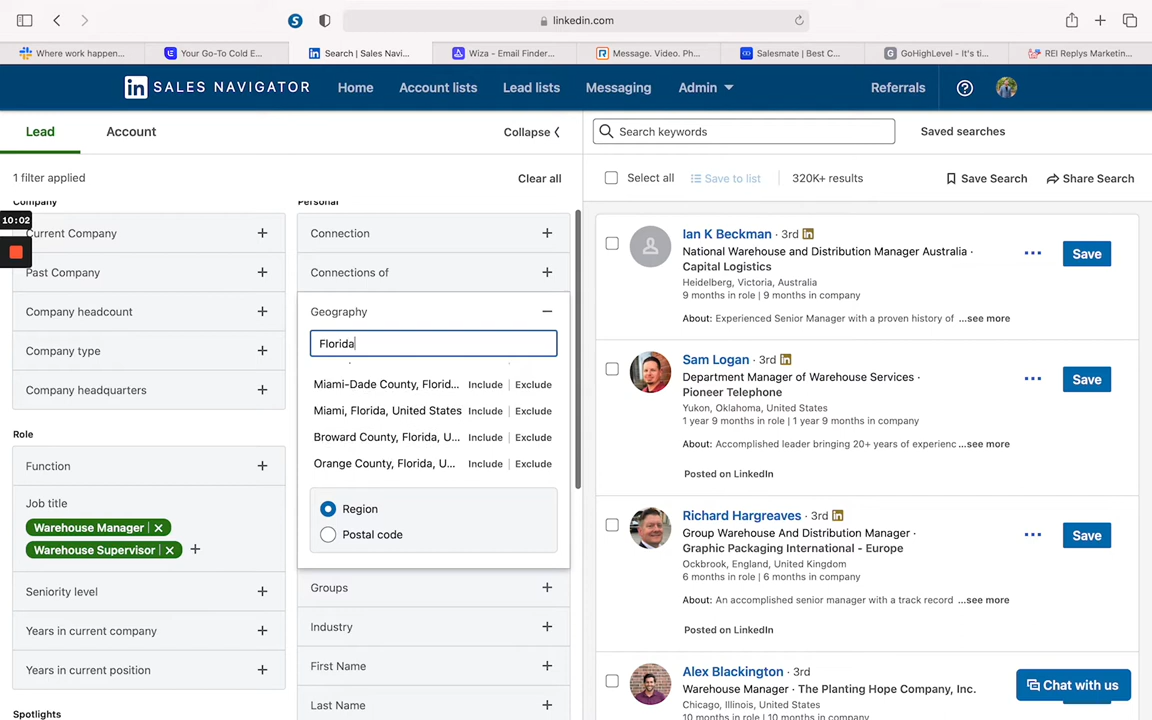 linkedin.com
Where work happen...
Your Go-To Cold E...
Search | Sales Navi...
Wiza - Email Finder...
Message. Video. Ph...
Salesmate | Best C...
GoHighLevel - It's ti...
REI Replys Marketin...
in SALES NAVIGATOR
Home
Account lists
Lead lists
Messaging
Admin
Referrals
Lead
Account
Collapse
Search keywords
Saved searches
1 filter applied
Clear all
Select all
Save to list
320K+ results
Save Search
Share Search
10:02
Company
Current Company
Past Company
Company headcount
Company type
Company headquarters
Role
Function
Job title
Warehouse Manager
Warehouse Supervisor
Seniority level
Years in current company
Years in current position
Spotlights
Personal
Connection
Connections of
Geography
Florida
Miami-Dade County, Florid... Include Exclude
Miami, Florida, United States Include Exclude
Broward County, Florida, U... Include Exclude
Orange County, Florida, U... Include Exclude
Region
Postal code
Groups
Industry
First Name
Last Name
Ian K Beckman · 3rd in
National Warehouse and Distribution Manager Australia ·
Capital Logistics
Heidelberg, Victoria, Australia
9 months in role | 9 months in company
About: Experienced Senior Manager with a proven history of ...see more
Save
Sam Logan · 3rd in
Department Manager of Warehouse Services ·
Pioneer Telephone
Yukon, Oklahoma, United States
1 year 9 months in role | 1 year 9 months in company
About: Accomplished leader bringing 20+ years of experienc ...see more
Posted on LinkedIn
Save
Richard Hargreaves · 3rd in
Group Warehouse And Distribution Manager ·
Graphic Packaging International - Europe
Ockbrook, England, United Kingdom
6 months in role | 6 months in company
About: An accomplished senior manager with a track record ...see more
Posted on LinkedIn
Save
Alex Blackington · 3rd
Warehouse Manager · The Planting Hope Company, Inc.
Chicago, Illinois, United States
10 months in role | 10 months in company
Chat with us